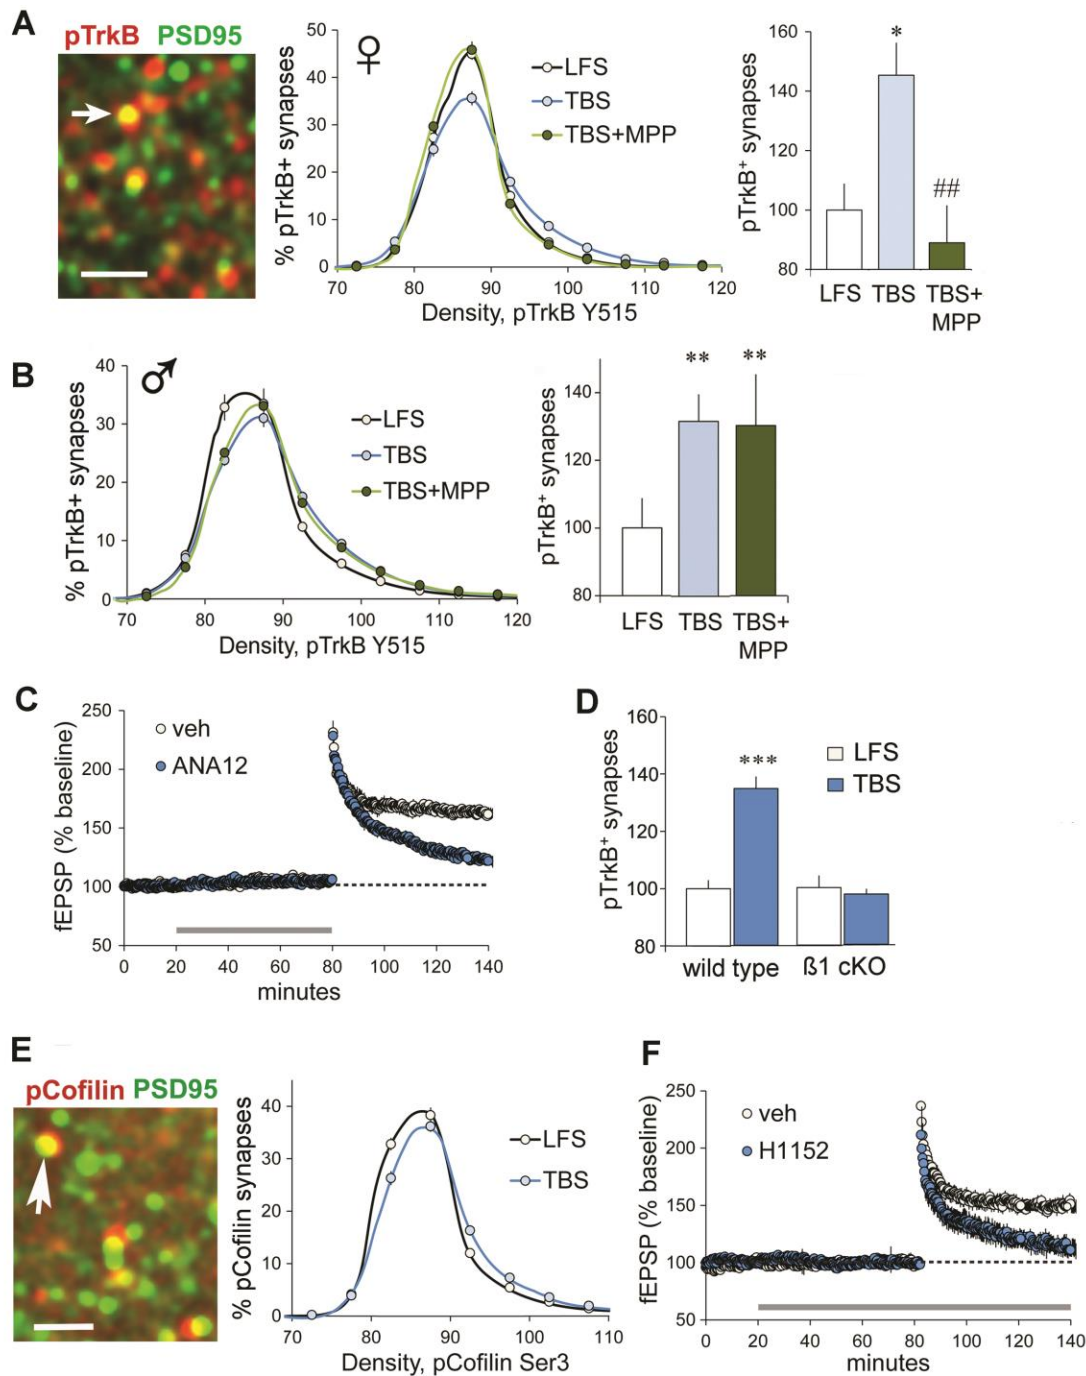 A
pTrkB PSD95
% pTrkB+ synapses
50
40
30
20
10
0
♀
LFS
TBS
TBS+MPP
70 80 90 100 110 120
Density, pTrkB Y515
pTrkB+ synapses
160
140
120
100
80
*
##
LFS TBS TBS+
MPP
B
% pTrkB+ synapses
40
30
20
10
0
♂
LFS
TBS
TBS+MPP
70 80 90 100 110 120
Density, pTrkB Y515
pTrkB+ synapses
140
120
100
80
** **
LFS TBS TBS+
MPP
C
fEPSP (% baseline)
250
200
150
100
50
veh
ANA12
0 20 40 60 80 100 120 140
minutes
D
pTrkB+ synapses
160
140
120
100
80
***
LFS
TBS
wild type ß1 cKO
E
pCofilin PSD95
% pCofilin synapses
40
30
20
10
0
LFS
TBS
70 80 90 100 110
Density, pCofilin Ser3
F
fEPSP (% baseline)
250
200
150
100
50
veh
H1152
0 20 40 60 80 100 120 140
minutes